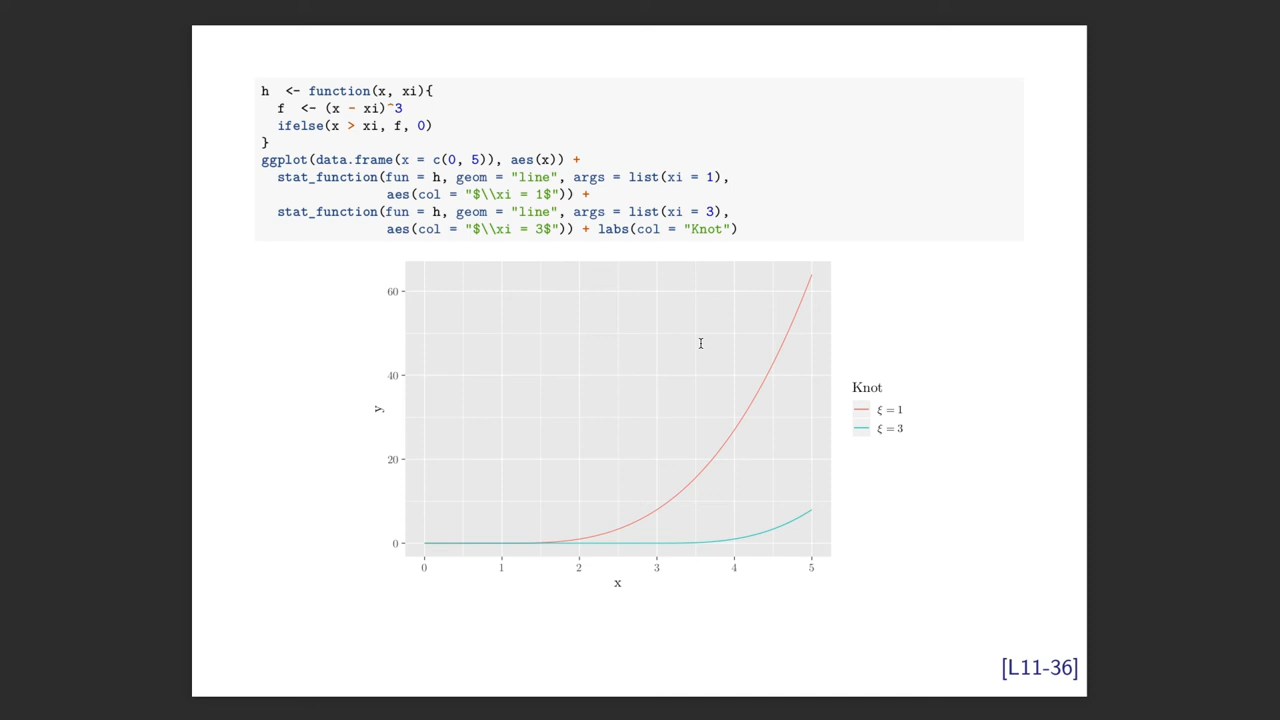 h  <- function(x, xi){
  f  <- (x - xi)^3
  ifelse(x > xi, f, 0)
}
ggplot(data.frame(x = c(0, 5)), aes(x)) +
  stat_function(fun = h, geom = "line", args = list(xi = 1),
                aes(col = "$\\xi = 1$")) +
  stat_function(fun = h, geom = "line", args = list(xi = 3),
                aes(col = "$\\xi = 3$")) + labs(col = "Knot")
60
40
y
20
0
0 1 2 3 4 5
x
Knot
ξ = 1
ξ = 3
[L11-36]